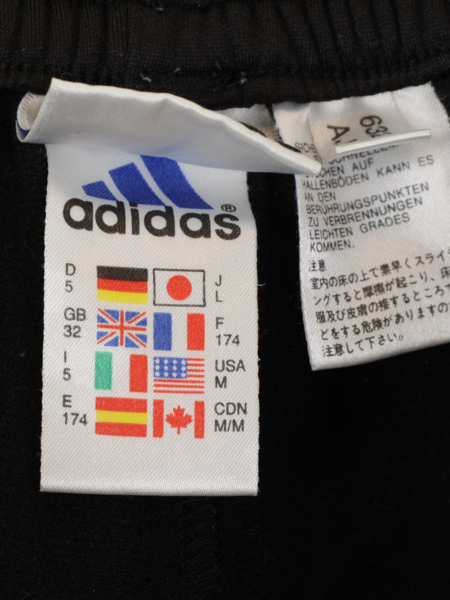 adidas®
D
5
J
L
GB
32
F
174
I
5
USA
M
E
174
CDN
M/M
63
SCHNELLEM
AUF
HALLENBÖDEN KANN ES
AN DEN
BERÜHRUNGSPUNKTEN
ZU VERBRENNUNGEN
LEICHTEN GRADES
KOMMEN.
注意
室内の床の上で素早くスライ
ングすると摩擦が起こり、床
服及び皮膚の接するところで
どをする危険がありますの
注意して下さい。